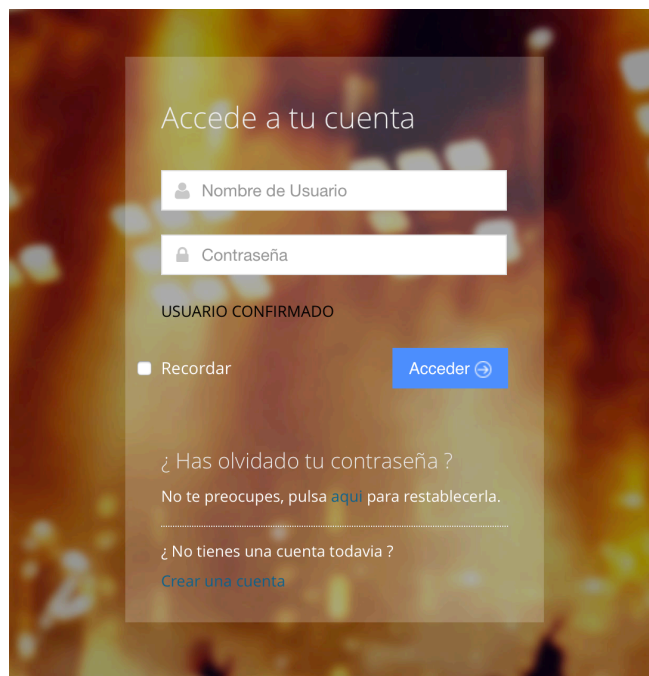 Accede a tu cuenta
Nombre de Usuario
Contraseña
USUARIO CONFIRMADO
Recordar
Acceder
¿ Has olvidado tu contraseña ?
No te preocupes, pulsa aqui para restablecerla.
¿ No tienes una cuenta todavia ?
Crear una cuenta